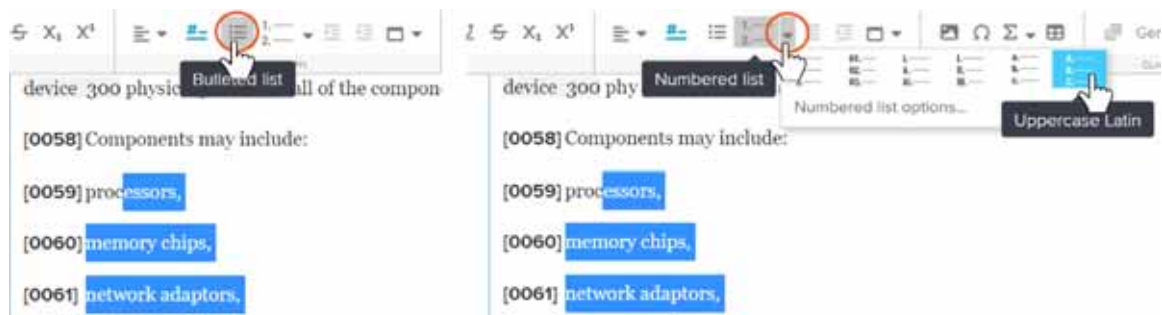 Bulleted list
device 300 physic all of the compon
[0058] Components may include:
[0059] processors,
[0060] memory chips,
[0061] network adaptors,
Gen
Numbered list
Numbered list options...
Uppercase Latin
device 300 phy
[0058] Components may include:
[0059] processors,
[0060] memory chips,
[0061] network adaptors,